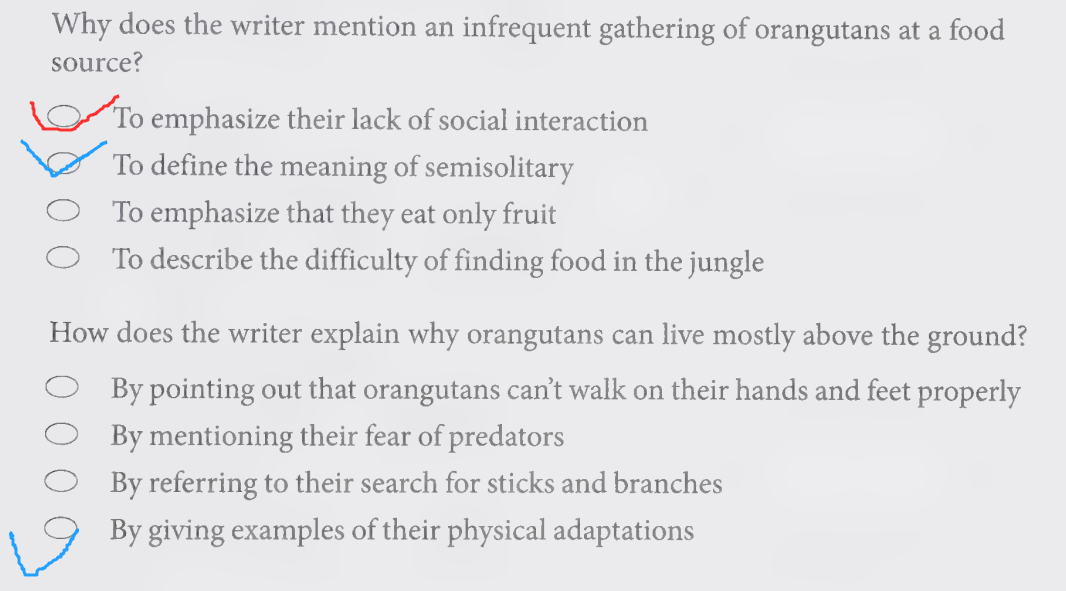 Why does the writer mention an infrequent gathering of orangutans at a food
source?
To emphasize their lack of social interaction
To define the meaning of semisolitary
To emphasize that they eat only fruit
To describe the difficulty of finding food in the jungle
How does the writer explain why orangutans can live mostly above the ground?
By pointing out that orangutans can't walk on their hands and feet properly
By mentioning their fear of predators
By referring to their search for sticks and branches
By giving examples of their physical adaptations